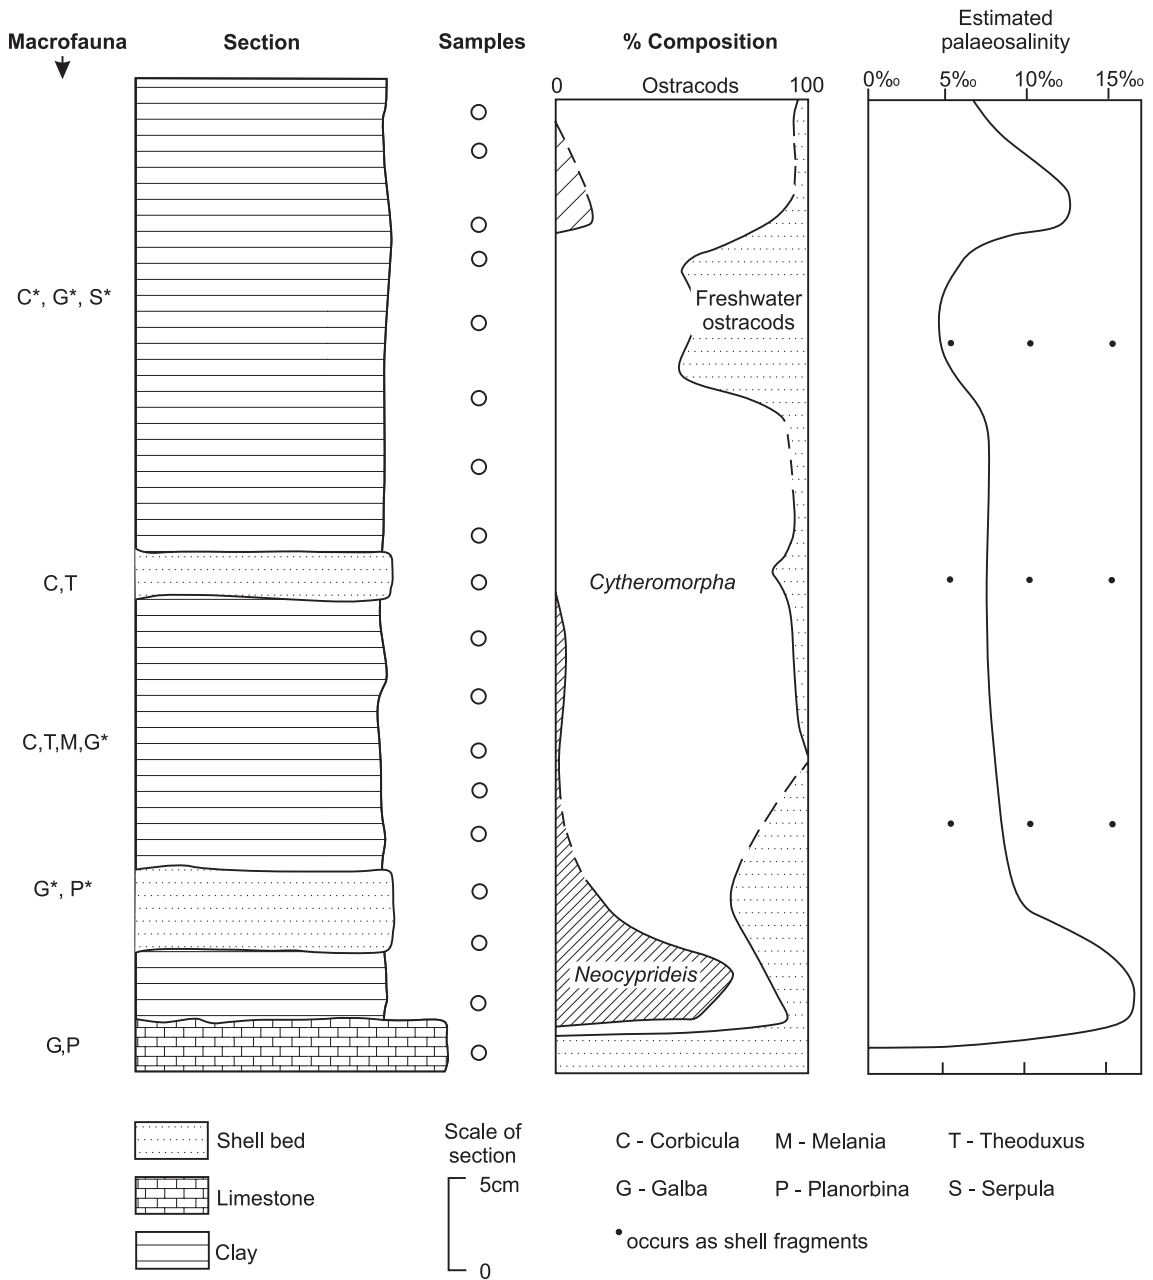 Macrofauna
Section
Samples
% Composition
Estimated
palaeosalinity
0
Ostracods
100
0‰
5‰
10‰
15‰
C*, G*, S*
Freshwater
ostracods
C,T
Cytheromorpha
C,T,M,G*
G*, P*
Neocyprideis
G,P
Shell bed
Limestone
Clay
Scale of
section
5cm
0
C - Corbicula
M - Melania
T - Theoduxus
G - Galba
P - Planorbina
S - Serpula
• occurs as shell fragments